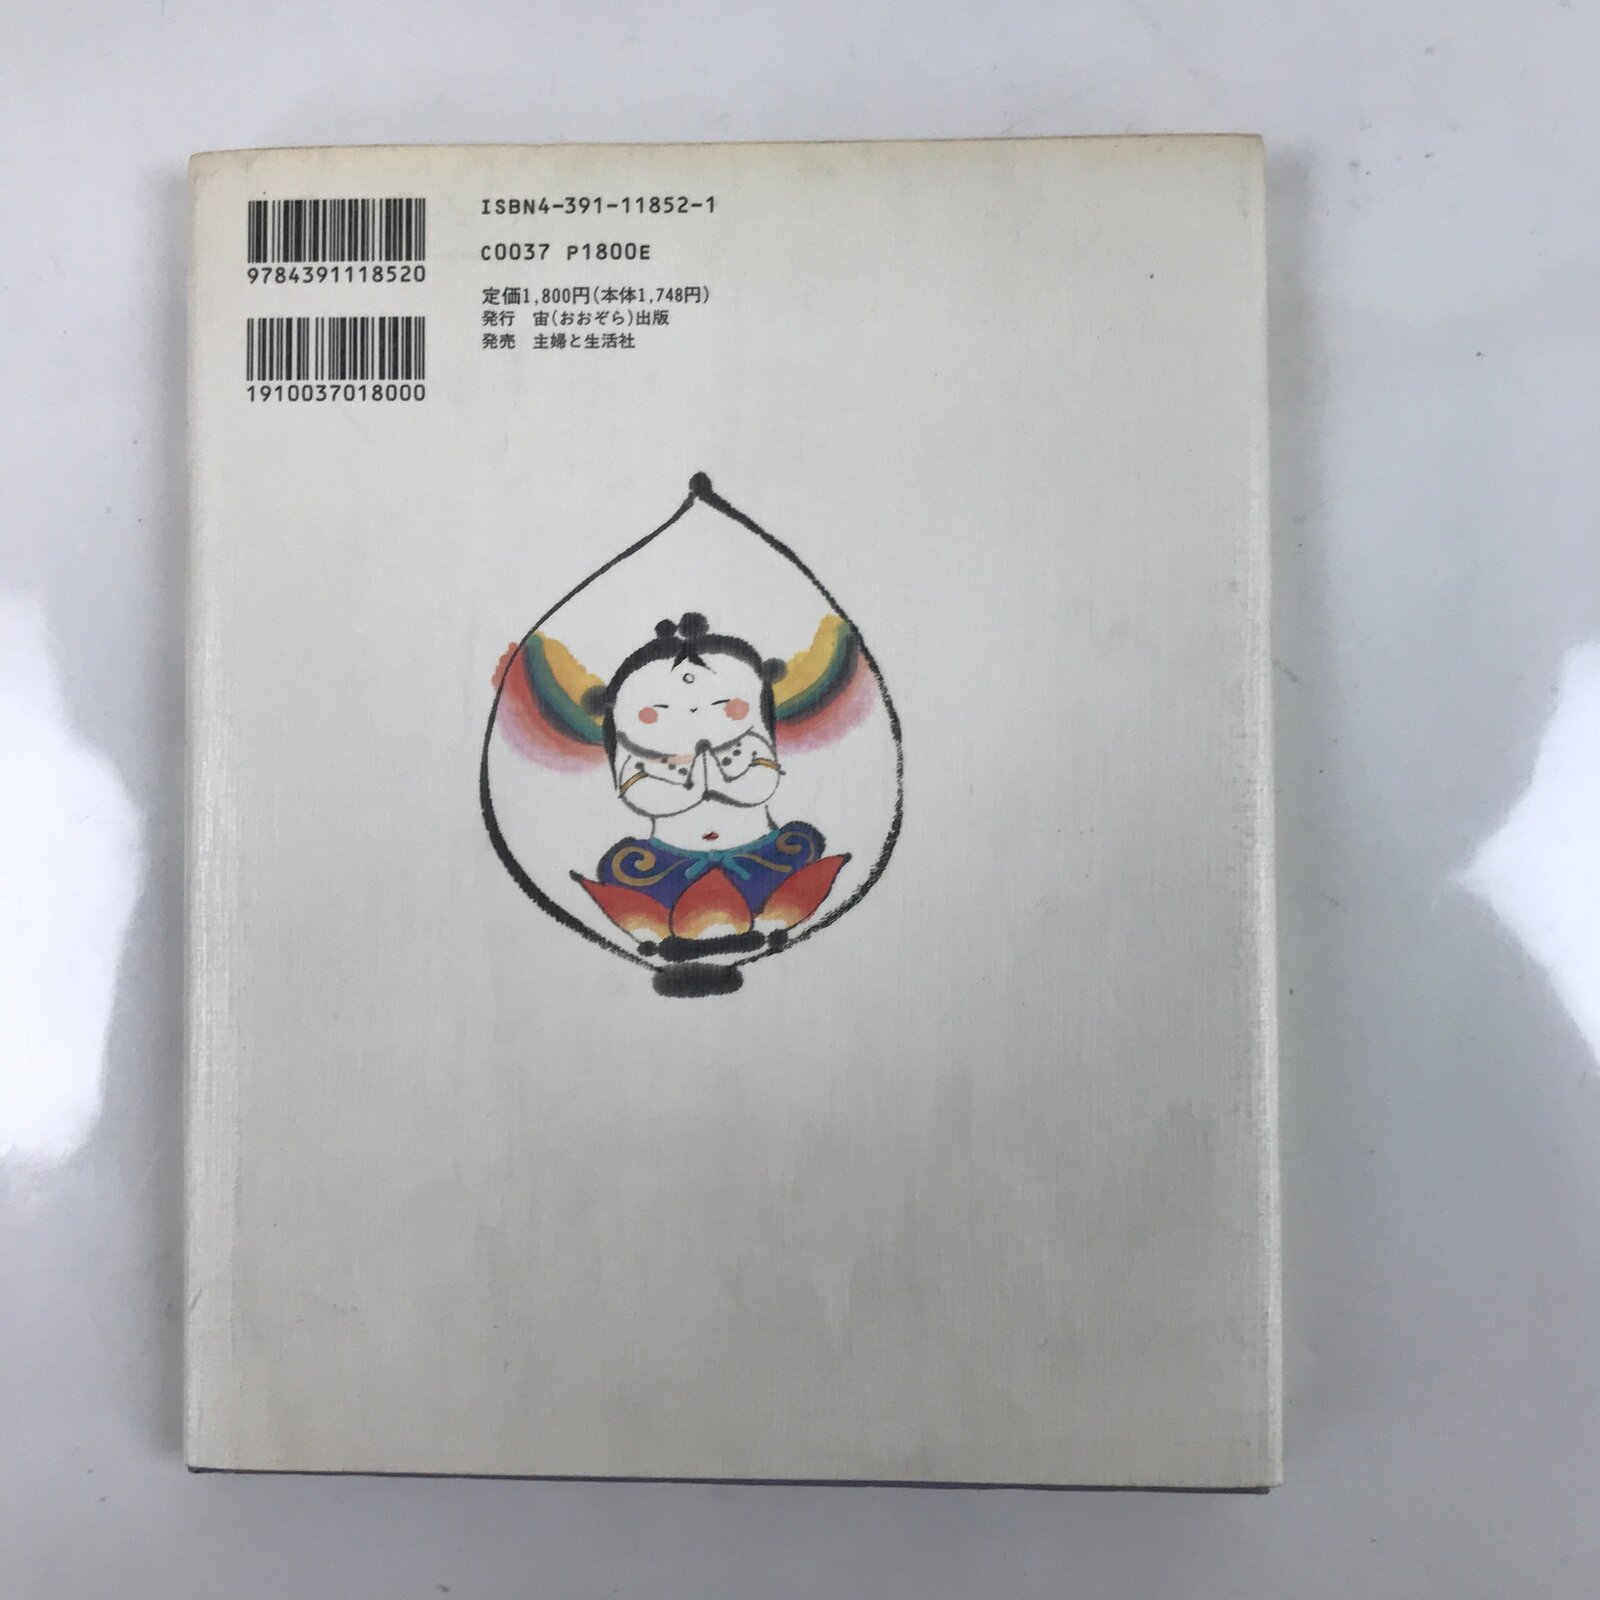 9784391118520
1910037018000
ISBN4-391-11852-1
C0037 P1800E
定価1,800円(本体1,748円)
発行 宙(おおぞら)出版
発売 主婦と生活社